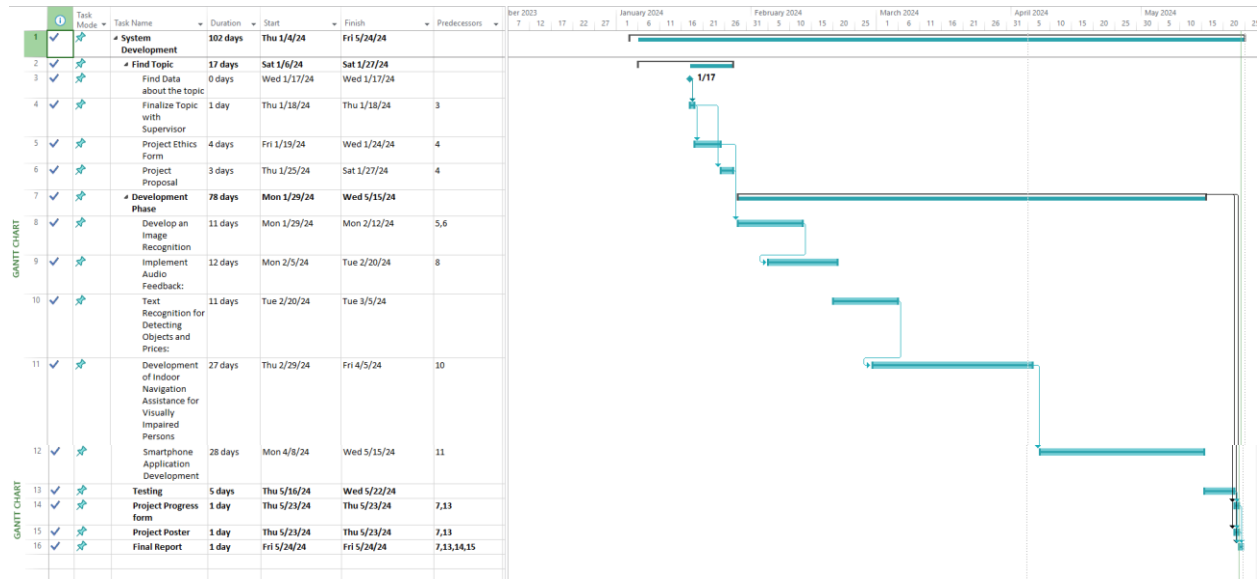 Task
Mode Task Name Duration Start Finish Predecessors
ber 2023 January 2024 February 2024 March 2024 April 2024 May 2024
7 12 17 22 27 1 6 11 16 21 26 31 5 10 15 20 25 1 6 11 16 21 26 31 5 10 15 20 25 30 5 10 15 20 25
1 System Development 102 days Thu 1/4/24 Fri 5/24/24
2 Find Topic 17 days Sat 1/6/24 Sat 1/27/24
3 Find Data about the topic 0 days Wed 1/17/24 Wed 1/17/24
1/17
4 Finalize Topic with Supervisor 1 day Thu 1/18/24 Thu 1/18/24 3
5 Project Ethics Form 4 days Fri 1/19/24 Wed 1/24/24 4
6 Project Proposal 3 days Thu 1/25/24 Sat 1/27/24 4
7 Development Phase 78 days Mon 1/29/24 Wed 5/15/24
8 Develop an Image Recognition 11 days Mon 1/29/24 Mon 2/12/24 5,6
GANTT CHART
9 Implement Audio Feedback: 12 days Mon 2/5/24 Tue 2/20/24 8
10 Text Recognition for Detecting Objects and Prices: 11 days Tue 2/20/24 Tue 3/5/24
11 Development of Indoor Navigation Assistance for Visually Impaired Persons 27 days Thu 2/29/24 Fri 4/5/24 10
12 Smartphone Application Development 28 days Mon 4/8/24 Wed 5/15/24 11
GANTT CHART
13 Testing 5 days Thu 5/16/24 Wed 5/22/24
14 Project Progress form 1 day Thu 5/23/24 Thu 5/23/24 7,13
15 Project Poster 1 day Thu 5/23/24 Thu 5/23/24 7,13
16 Final Report 1 day Fri 5/24/24 Fri 5/24/24 7,13,14,15